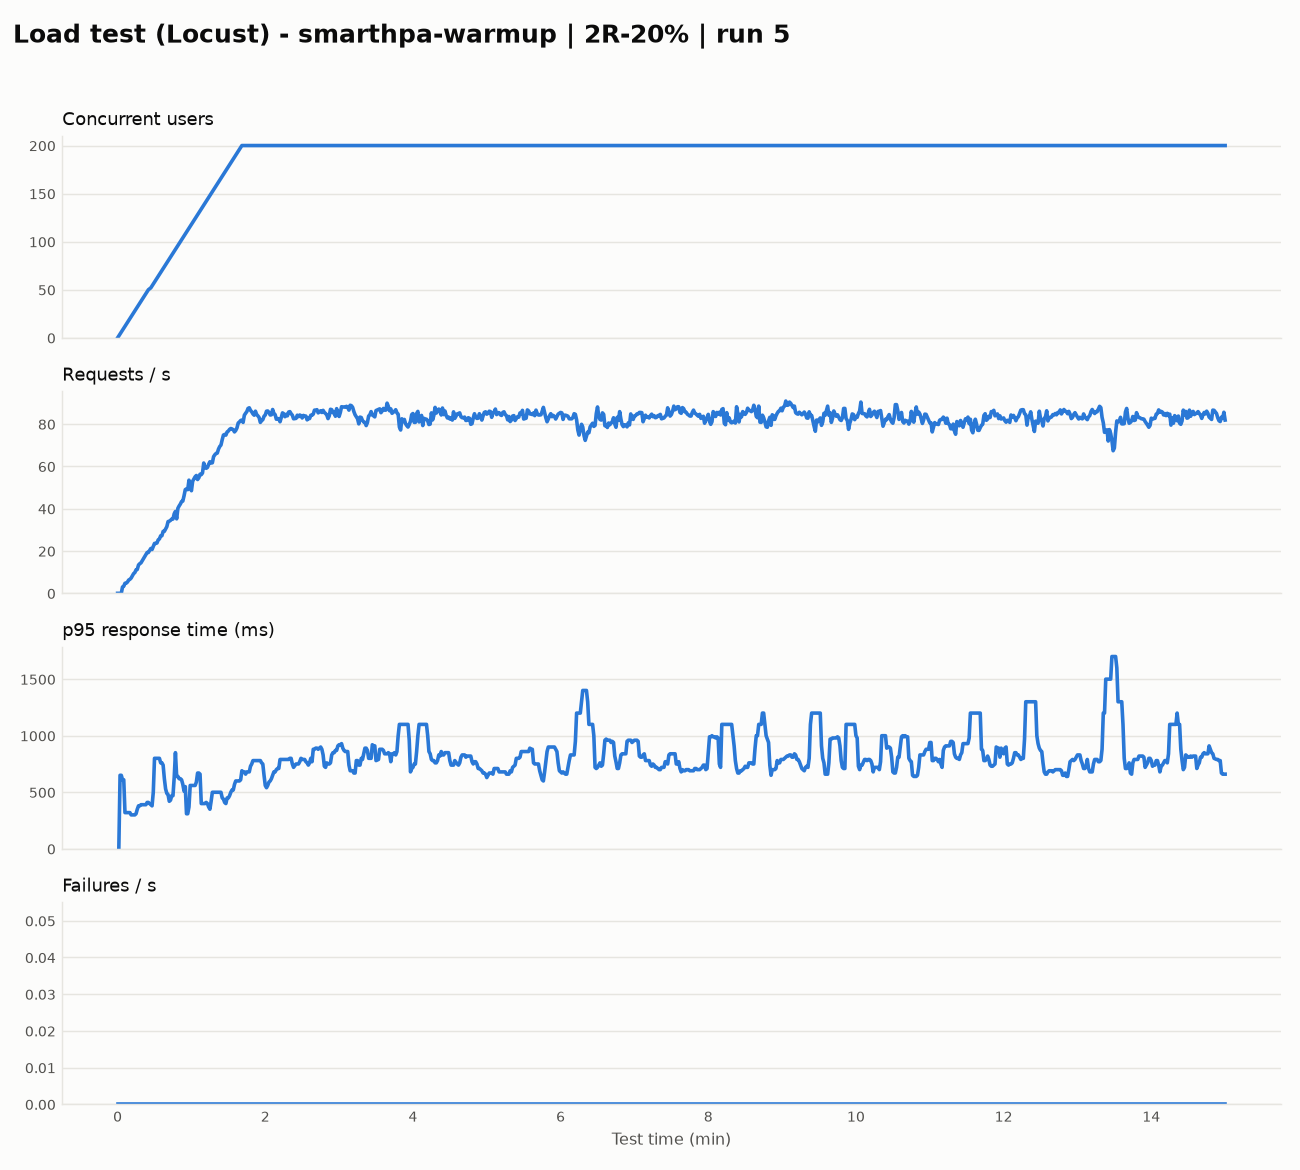 Load test (Locust) - smarthpa-warmup | 2R-20% | run 5
Concurrent users
200
150
100
50
0
Requests / s
80
60
40
20
0
p95 response time (ms)
1500
1000
500
0
Failures / s
0.05
0.04
0.03
0.02
0.01
0.00
0 2 4 6 8 10 12 14
Test time (min)